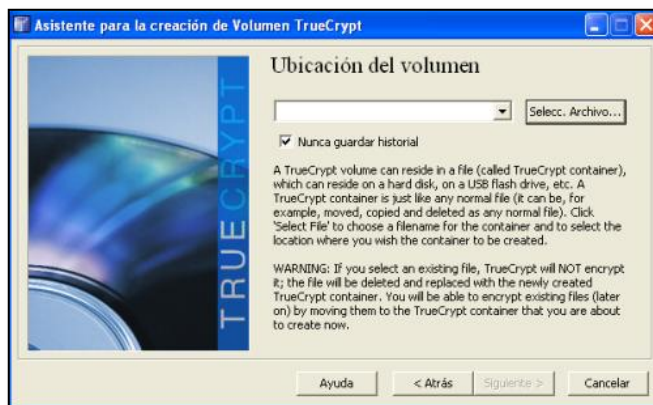 Asistente para la creación de Volumen TrueCrypt
TRUECRYPT
Ubicación del volumen
Selecc. Archivo...
Nunca guardar historial
A TrueCrypt volume can reside in a file (called TrueCrypt container),
which can reside on a hard disk, on a USB flash drive, etc. A
TrueCrypt container is just like any normal file (it can be, for
example, moved, copied and deleted as any normal file). Click
'Select File' to choose a filename for the container and to select the
location where you wish the container to be created.
WARNING: If you select an existing file, TrueCrypt will NOT encrypt
it; the file will be deleted and replaced with the newly created
TrueCrypt container. You will be able to encrypt existing files (later
on) by moving them to the TrueCrypt container that you are about
to create now.
Ayuda
< Atrás
Siguiente >
Cancelar